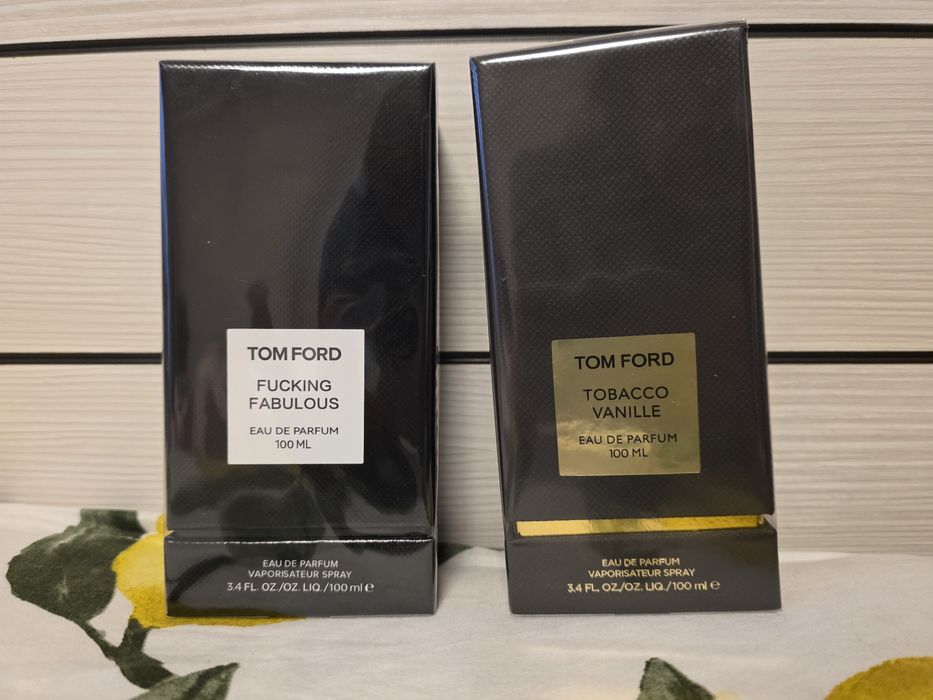 TOM FORD
FUCKING
FABULOUS
EAU DE PARFUM
100 ML
EAU DE PARFUM
VAPORISATEUR SPRAY
3.4 FL. OZ./OZ. LIQ./100 ml ℮
TOM FORD
TOBACCO
VANILLE
EAU DE PARFUM
100 ML
EAU DE PARFUM
VAPORISATEUR SPRAY
3.4 FL. OZ./OZ. LIQ./100 ml ℮